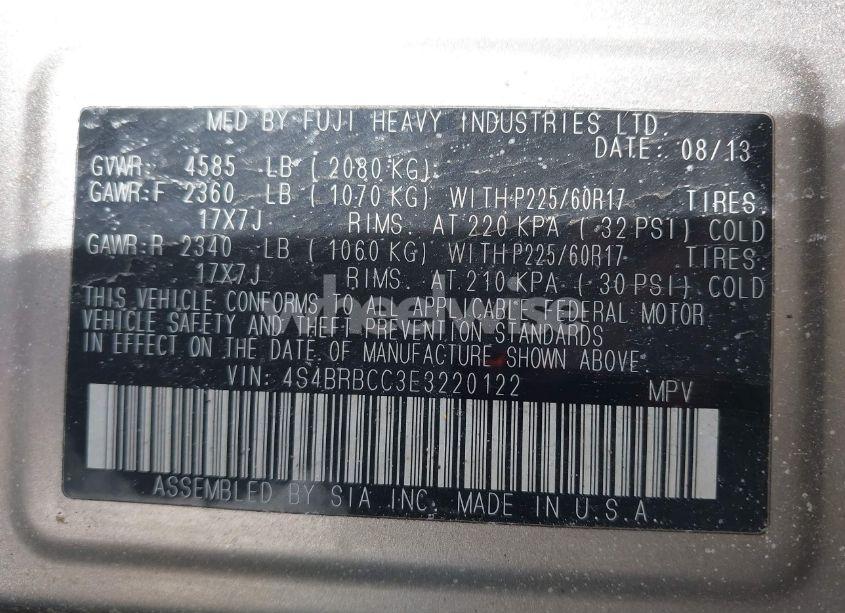 MFD BY FUJI HEAVY INDUSTRIES LTD.
DATE: 08/13
GVWR: 4585 LB ( 2080 KG)
GAWR:F 2360 LB ( 1070 KG) WITH P225/60R17 TIRES.
17X7J RIMS. AT 220 KPA ( 32 PSI) COLD
GAWR:R 2340 LB ( 1060 KG) WITH P225/60R17 TIRES.
17X7J RIMS. AT 210 KPA ( 30 PSI) COLD
THIS VEHICLE CONFORMS TO ALL APPLICABLE FEDERAL MOTOR
VEHICLE SAFETY AND THEFT PREVENTION STANDARDS
IN EFFECT ON THE DATE OF MANUFACTURE SHOWN ABOVE.
wheelwise
VIN: 4S4BRBCC3E3220122 MPV
ASSEMBLED BY SIA INC. MADE IN U.S.A.